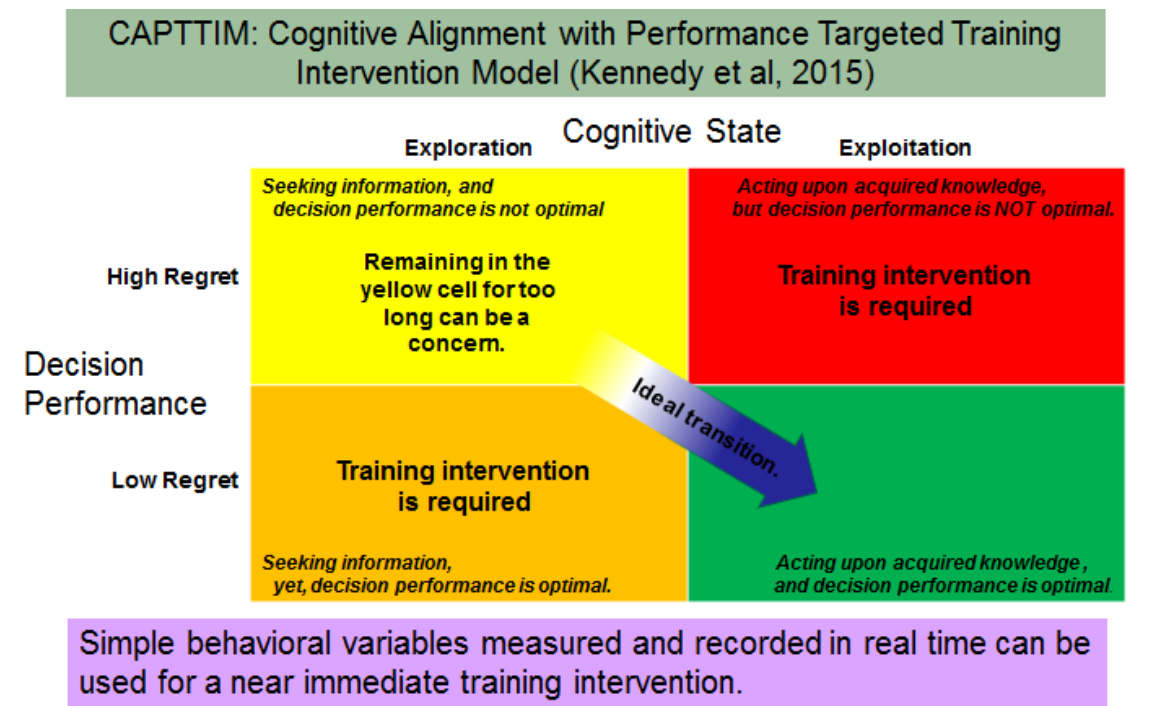 CAPTTIM: Cognitive Alignment with Performance Targeted Training
Intervention Model (Kennedy et al, 2015)
Cognitive State
Exploration
Exploitation
Seeking information, and
decision performance is not optimal
Acting upon acquired knowledge,
but decision performance is NOT optimal.
High Regret
Remaining in the
yellow cell for too
long can be a
concern.
Training intervention
is required
Decision
Performance
Ideal transition.
Low Regret
Training intervention
is required
Seeking information,
yet, decision performance is optimal.
Acting upon acquired knowledge,
and decision performance is optimal.
Simple behavioral variables measured and recorded in real time can be
used for a near immediate training intervention.